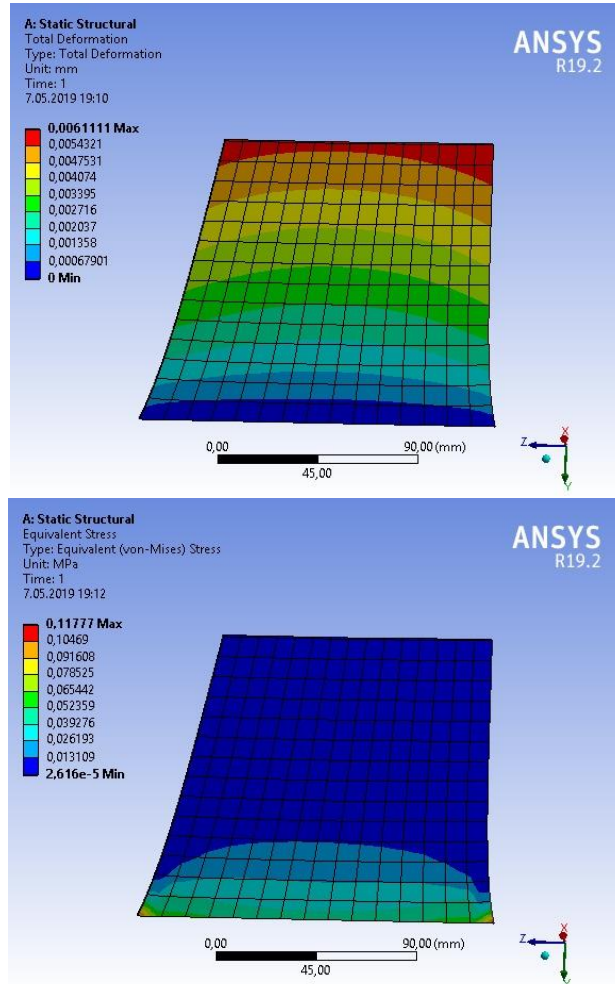 A: Static Structural
Total Deformation
Type: Total Deformation
Unit: mm
Time: 1
7.05.2019 19:10
ANSYS
R19.2
0,0061111 Max
0,0054321
0,0047531
0,004074
0,003395
0,002716
0,002037
0,001358
0,00067901
0 Min
0,00
90,00 (mm)
45,00
X
Z
Y
A: Static Structural
Equivalent Stress
Type: Equivalent (von-Mises) Stress
Unit: MPa
Time: 1
7.05.2019 19:12
ANSYS
R19.2
0,11777 Max
0,10469
0,091608
0,078525
0,065442
0,052359
0,039276
0,026193
0,013109
2,616e-5 Min
0,00
90,00 (mm)
45,00
X
Z